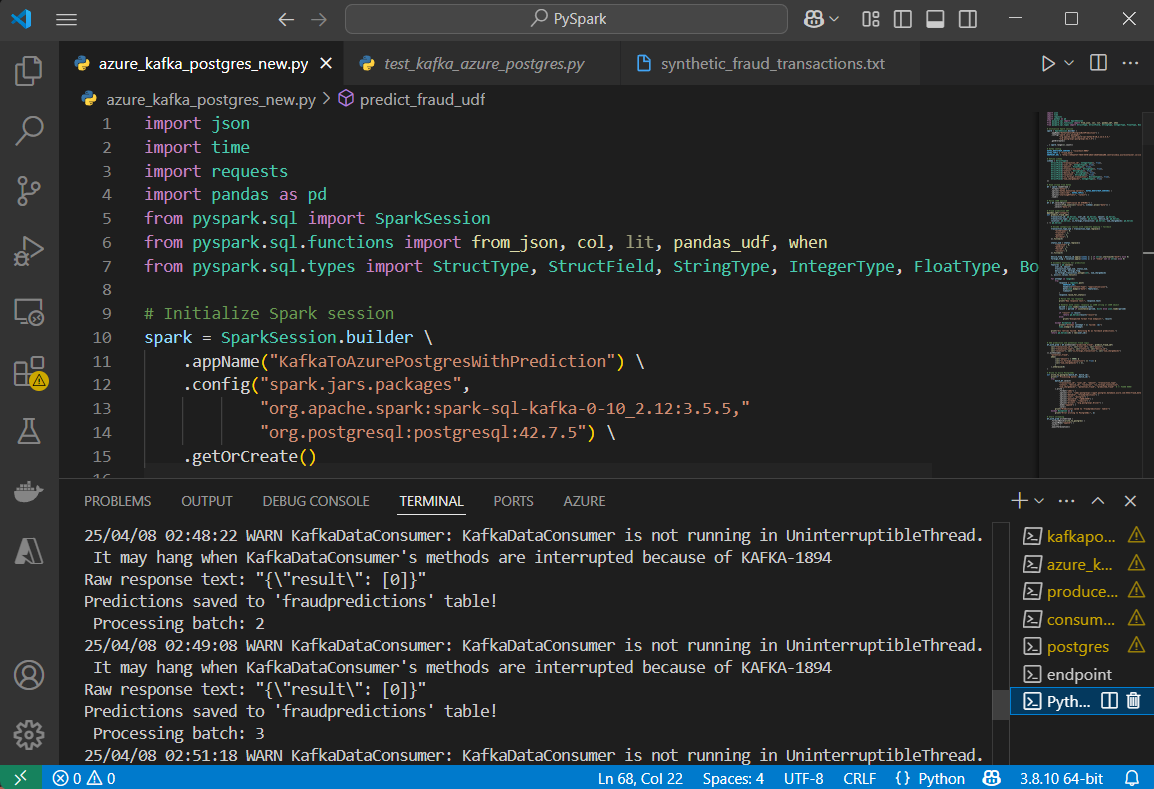 PySpark
azure_kafka_postgres_new.py
test_kafka_azure_postgres.py
synthetic_fraud_transactions.txt
azure_kafka_postgres_new.py > predict_fraud_udf
1 import json
2 import time
3 import requests
4 import pandas as pd
5 from pyspark.sql import SparkSession
6 from pyspark.sql.functions import from_json, col, lit, pandas_udf, when
7 from pyspark.sql.types import StructType, StructField, StringType, IntegerType, FloatType, Bo
8
9 # Initialize Spark session
10 spark = SparkSession.builder \
11 .appName("KafkaToAzurePostgresWithPrediction") \
12 .config("spark.jars.packages",
13 "org.apache.spark:spark-sql-kafka-0-10_2.12:3.5.5,"
14 "org.postgresql:postgresql:42.7.5") \
15 .getOrCreate()
16
PROBLEMS OUTPUT DEBUG CONSOLE TERMINAL PORTS AZURE
25/04/08 02:48:22 WARN KafkaDataConsumer: KafkaDataConsumer is not running in UninterruptibleThread.
It may hang when KafkaDataConsumer's methods are interrupted because of KAFKA-1894
Raw response text: "{\"result\": [0]}"
Predictions saved to 'fraudpredictions' table!
Processing batch: 2
25/04/08 02:49:08 WARN KafkaDataConsumer: KafkaDataConsumer is not running in UninterruptibleThread.
It may hang when KafkaDataConsumer's methods are interrupted because of KAFKA-1894
Raw response text: "{\"result\": [0]}"
Predictions saved to 'fraudpredictions' table!
Processing batch: 3
25/04/08 02:51:18 WARN KafkaDataConsumer: KafkaDataConsumer is not running in UninterruptibleThread.
kafkapo...
azure_k...
produce...
consum...
postgres
endpoint
Pyth...
0 0 Ln 68, Col 22 Spaces: 4 UTF-8 CRLF {} Python 3.8.10 64-bit